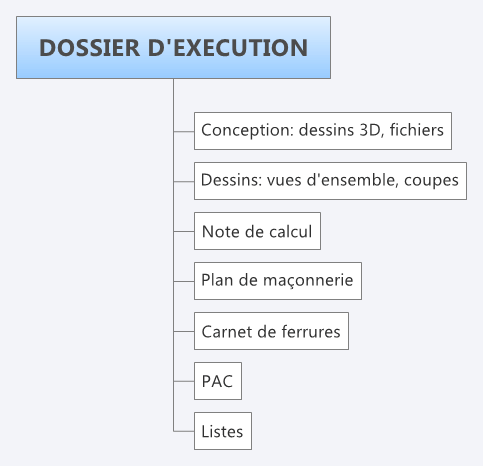 DOSSIER D'EXECUTION
Conception: dessins 3D, fichiers
Dessins: vues d'ensemble, coupes
Note de calcul
Plan de maçonnerie
Carnet de ferrures
PAC
Listes